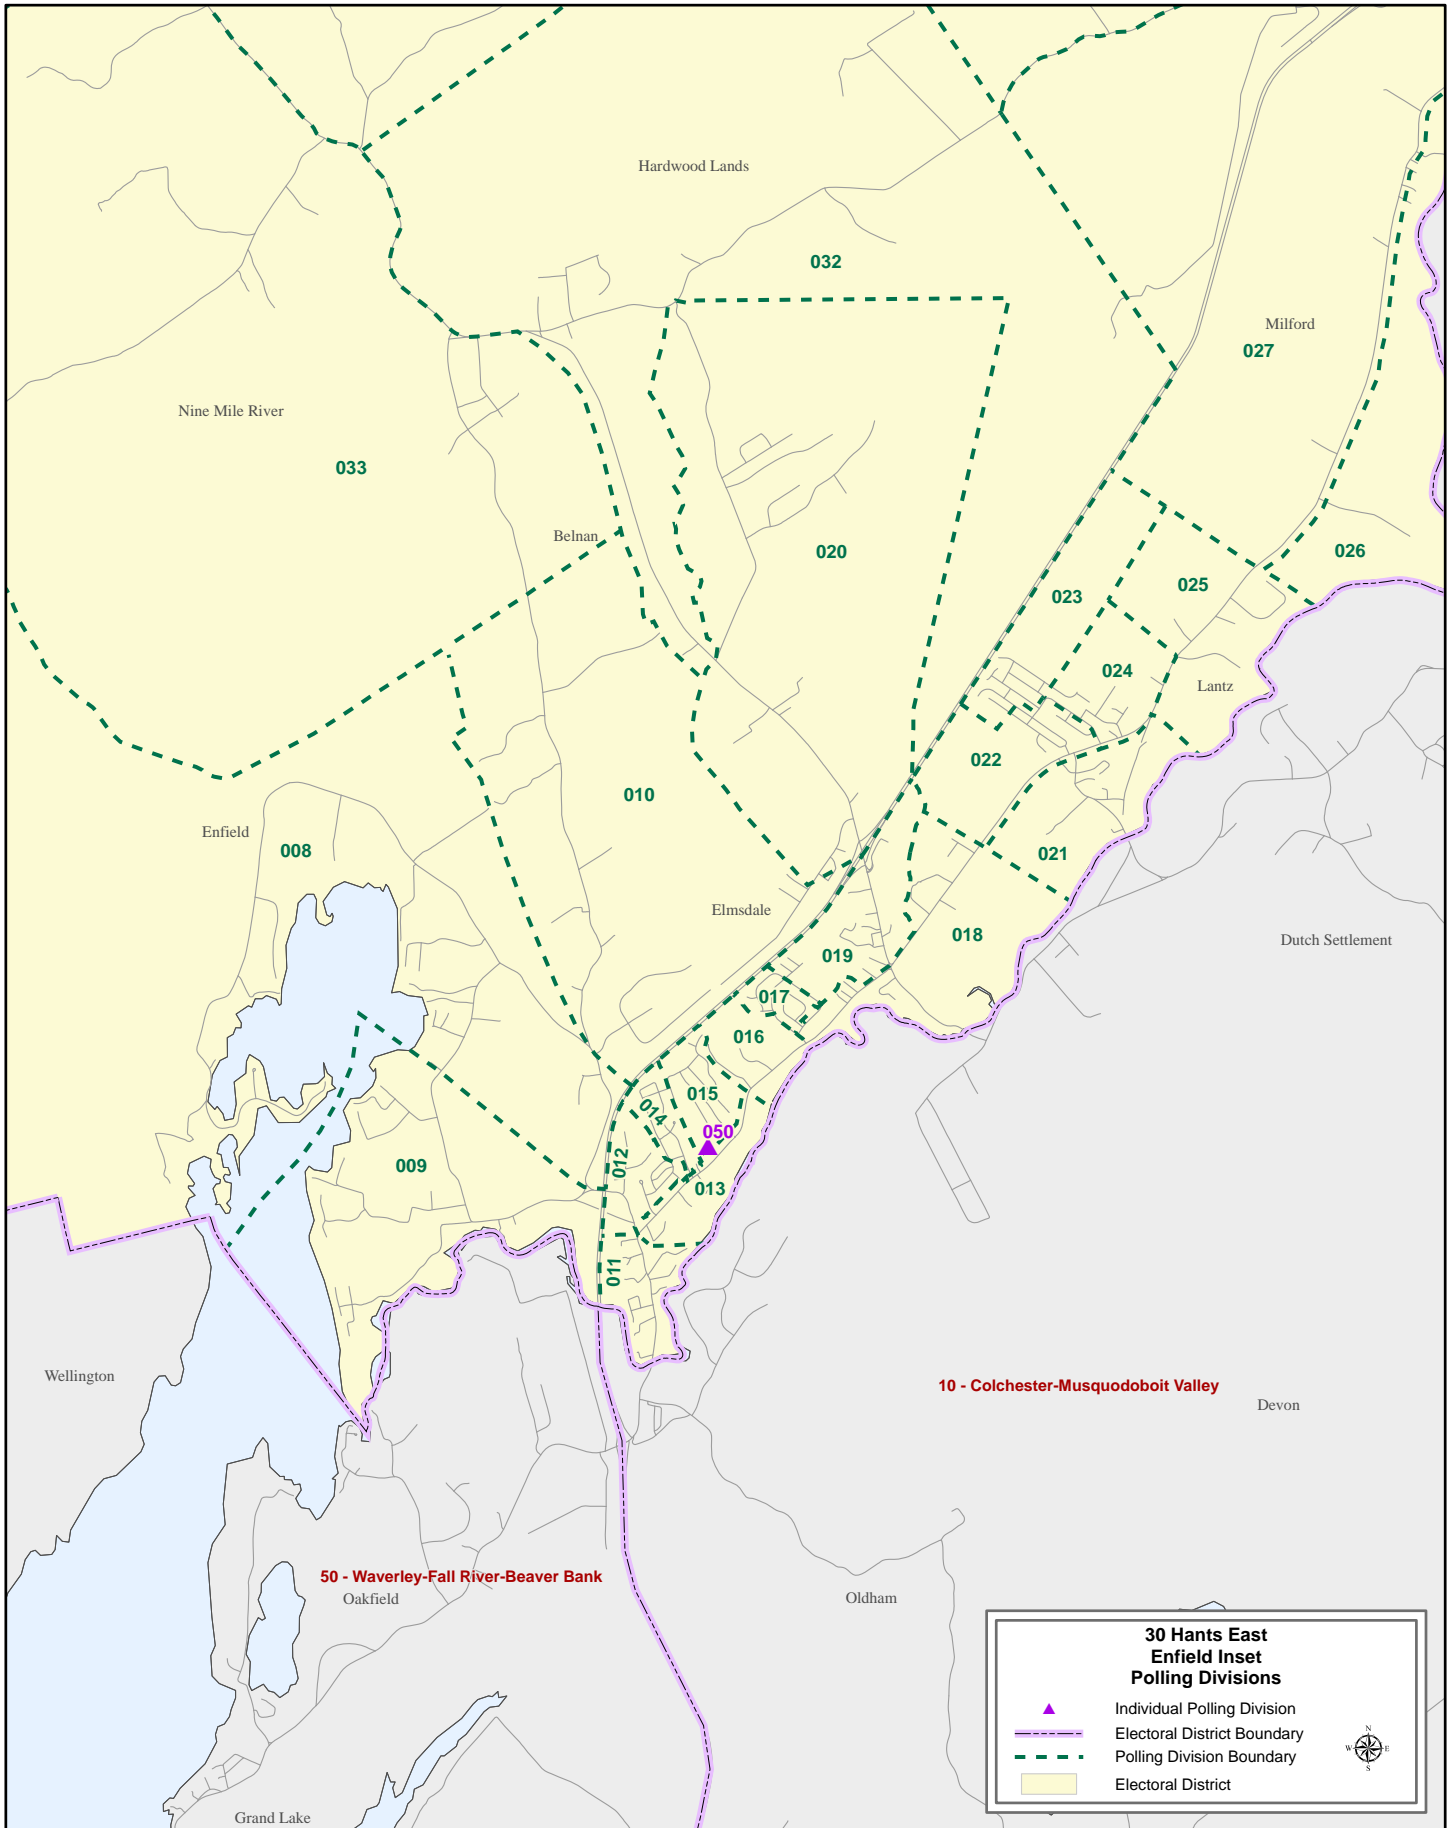 Hardwood Lands
032
Milford
027
Nine Mile River
033
Belnan
020
026
025
023
024
Lantz
022
010
Enfield
008
021
Elmsdale
018
Dutch Settlement
019
017
016
015
014
050
012
009
013
011
Wellington
10 - Colchester-Musquodoboit Valley
Devon
50 - Waverley-Fall River-Beaver Bank
Oakfield
Oldham
Grand Lake
30 Hants East
Enfield Inset
Polling Divisions
Individual Polling Division
Electoral District Boundary
Polling Division Boundary
Electoral District
N
W
E
S